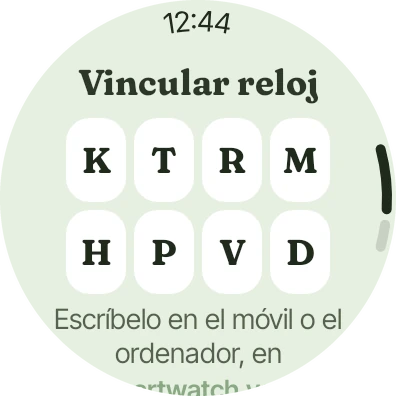 12:44
Vincular reloj
K T R M
H P V D
Escríbelo en el móvil o el
ordenador, en